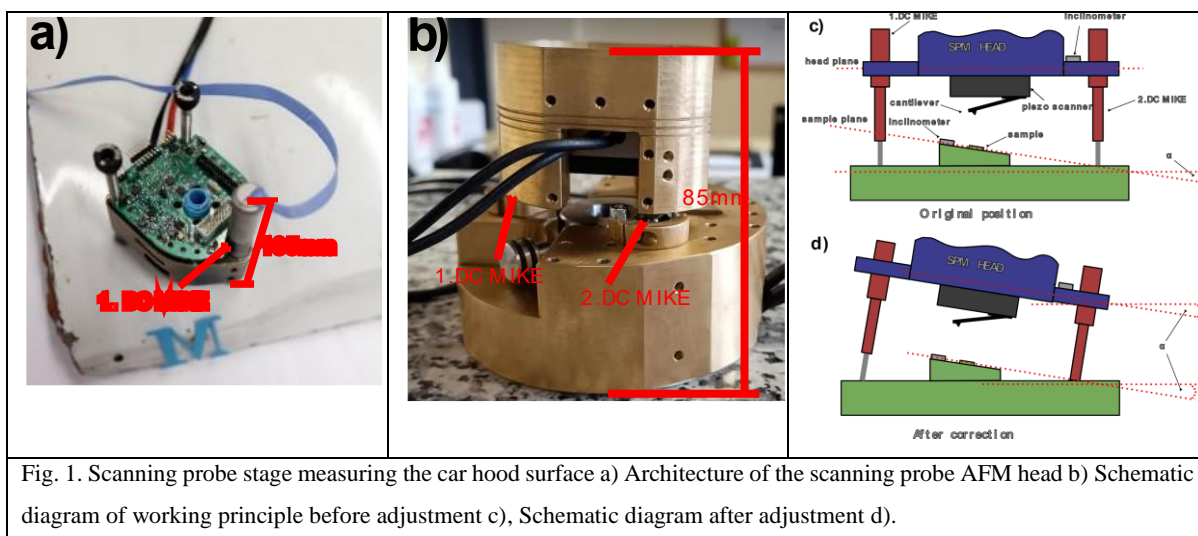 a)
M
b)
85mm
1.DC MIKE
2.DC MIKE
c)
1.DC MIKE
inclinometer
SPM HEAD
head plane
cantilever
piezo scanner
2.DC MIKE
sample plane
inclinometer
sample
α
Original position
d)
SPM HEAD
α
After correction
Fig. 1. Scanning probe stage measuring the car hood surface a) Architecture of the scanning probe AFM head b) Schematic
diagram of working principle before adjustment c), Schematic diagram after adjustment d).